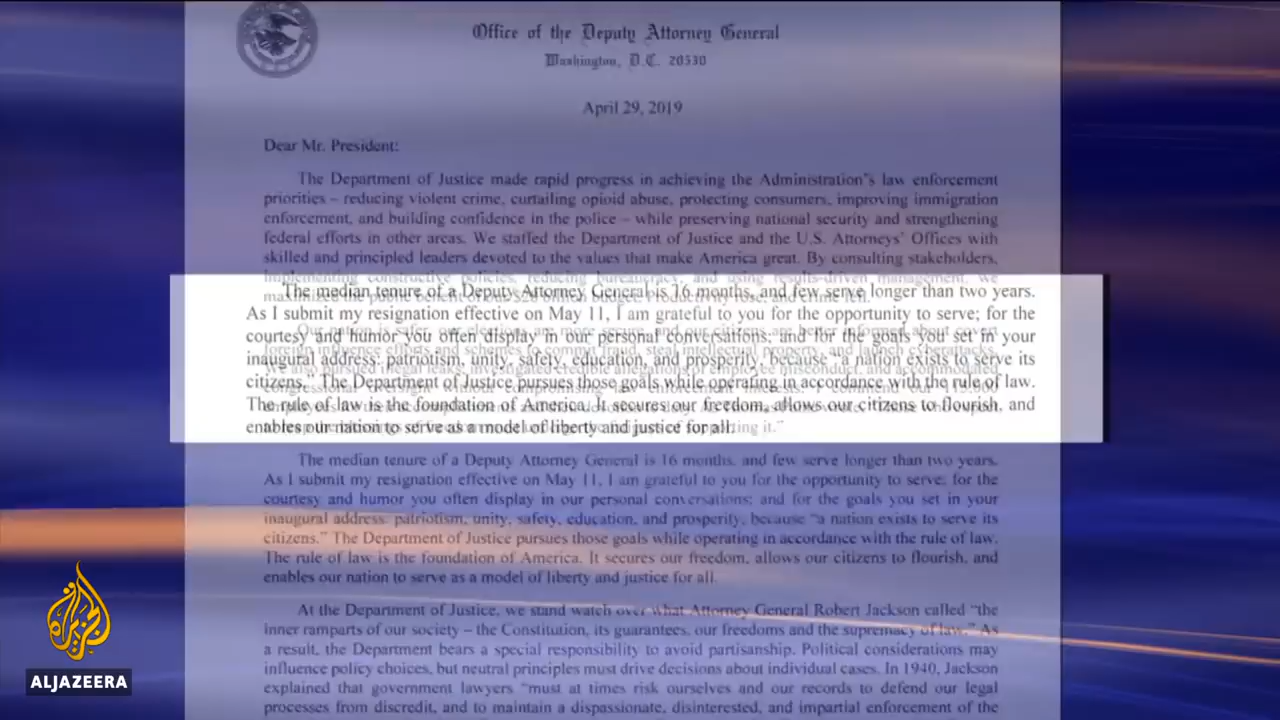 Office of the Deputy Attorney General
Washington, D.C. 20530
April 29, 2019
Dear Mr. President:
The Department of Justice made rapid progress in achieving the Administration's law enforcement
priorities – reducing violent crime, curtailing opioid abuse, protecting consumers, improving immigration
enforcement, and building confidence in the police – while preserving national security and strengthening
federal efforts in other areas. We staffed the Department of Justice and the U.S. Attorneys' Offices with
skilled and principled leaders devoted to the values that make America great. By consulting stakeholders,
implementing constructive policies, reducing bureaucracy, and using results-driven management, we
The median tenure of a Deputy Attorney General is 16 months, and few serve longer than two years.
As I submit my resignation effective on May 11, I am grateful to you for the opportunity to serve; for the
courtesy and humor you often display in our personal conversations; and for the goals you set in your
inaugural address: patriotism, unity, safety, education, and prosperity, because "a nation exists to serve its
citizens." The Department of Justice pursues those goals while operating in accordance with the rule of law.
The rule of law is the foundation of America. It secures our freedom, allows our citizens to flourish, and
enables our nation to serve as a model of liberty and justice for all.
The median tenure of a Deputy Attorney General is 16 months, and few serve longer than two years.
As I submit my resignation effective on May 11, I am grateful to you for the opportunity to serve; for the
courtesy and humor you often display in our personal conversations; and for the goals you set in your
inaugural address: patriotism, unity, safety, education, and prosperity, because "a nation exists to serve its
citizens." The Department of Justice pursues those goals while operating in accordance with the rule of law.
The rule of law is the foundation of America. It secures our freedom, allows our citizens to flourish, and
enables our nation to serve as a model of liberty and justice for all.
At the Department of Justice, we stand watch over what Attorney General Robert Jackson called "the
inner ramparts of our society – the Constitution, its guarantees, our freedoms and the supremacy of law." As
a result, the Department bears a special responsibility to avoid partisanship. Political considerations may
influence policy choices, but neutral principles must drive decisions about individual cases. In 1940, Jackson
explained that government lawyers "must at times risk ourselves and our records to defend our legal
processes from discredit, and to maintain a dispassionate, disinterested, and impartial enforcement of the
الجزيرة
ALJAZEERA